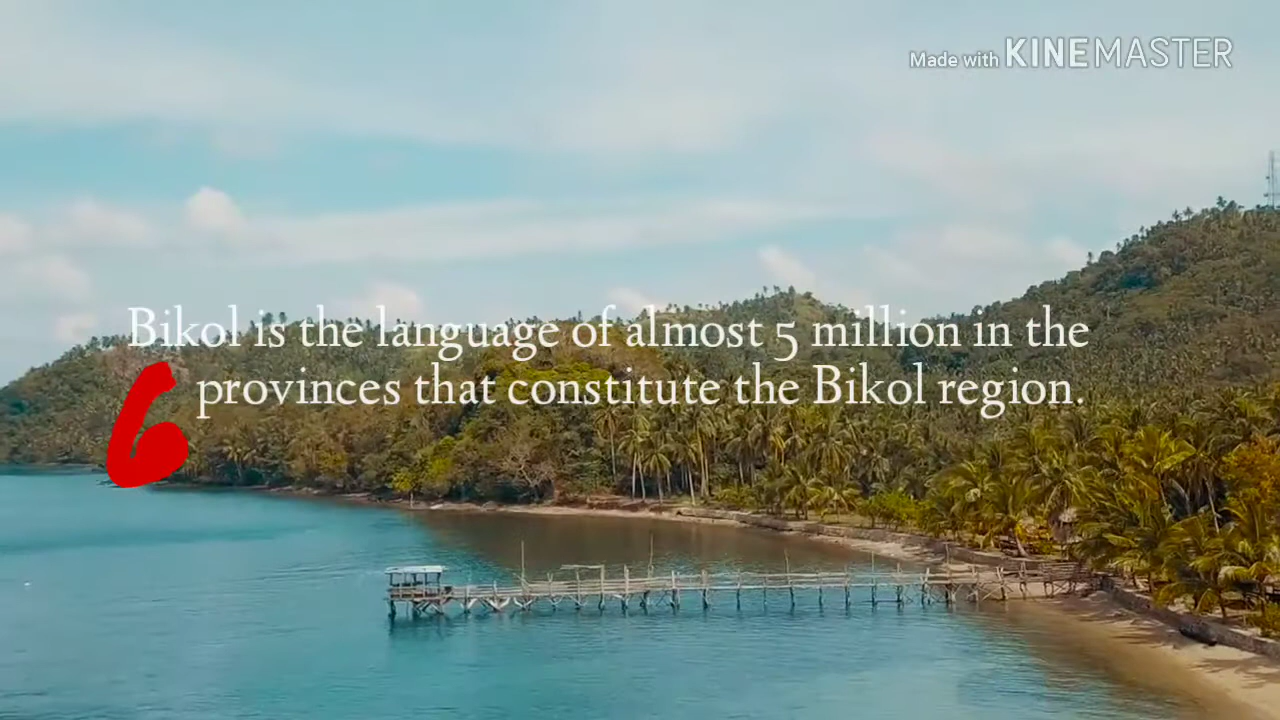 Made with KINEMASTER
Bikol is the language of almost 5 million in the
provinces that constitute the Bikol region.
6